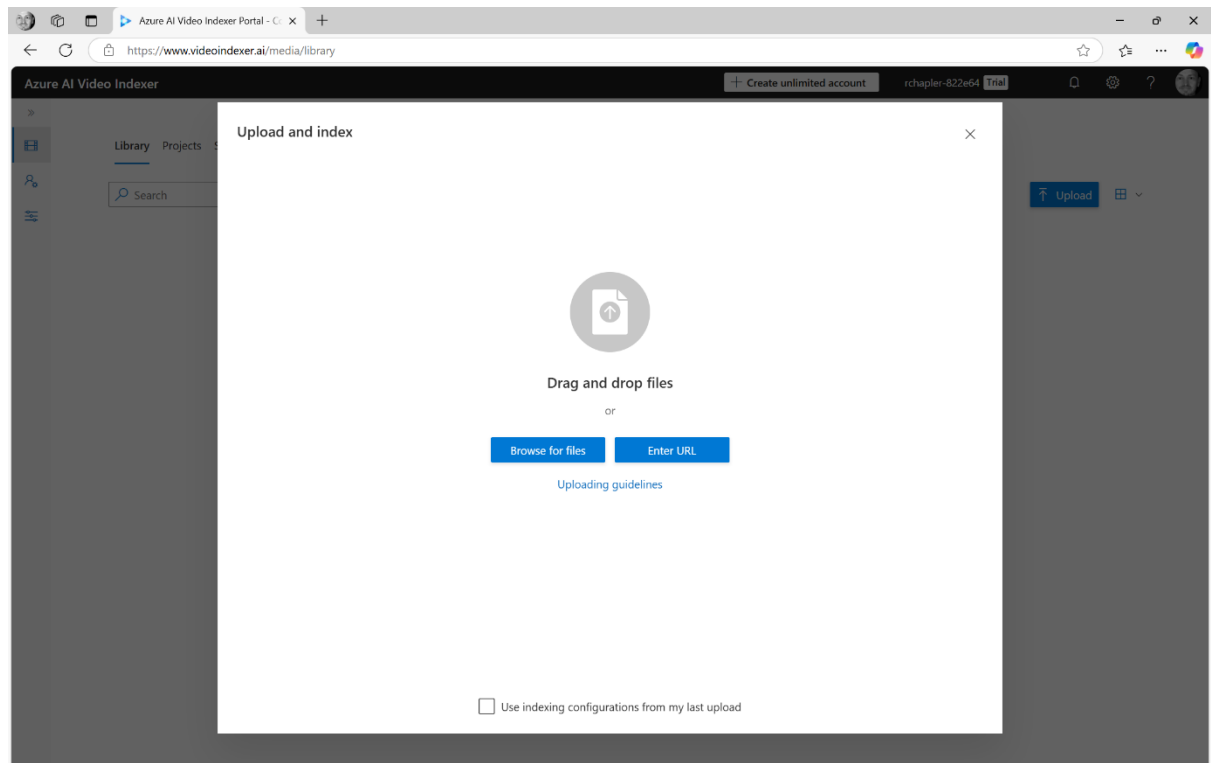 Azure AI Video Indexer Portal - Co
https://www.videoindexer.ai/media/library
Azure AI Video Indexer
Create unlimited account
rchapler-822e64 Trial
Upload and index
Library Projects S
Search
Upload
Drag and drop files
or
Browse for files Enter URL
Uploading guidelines
Use indexing configurations from my last upload